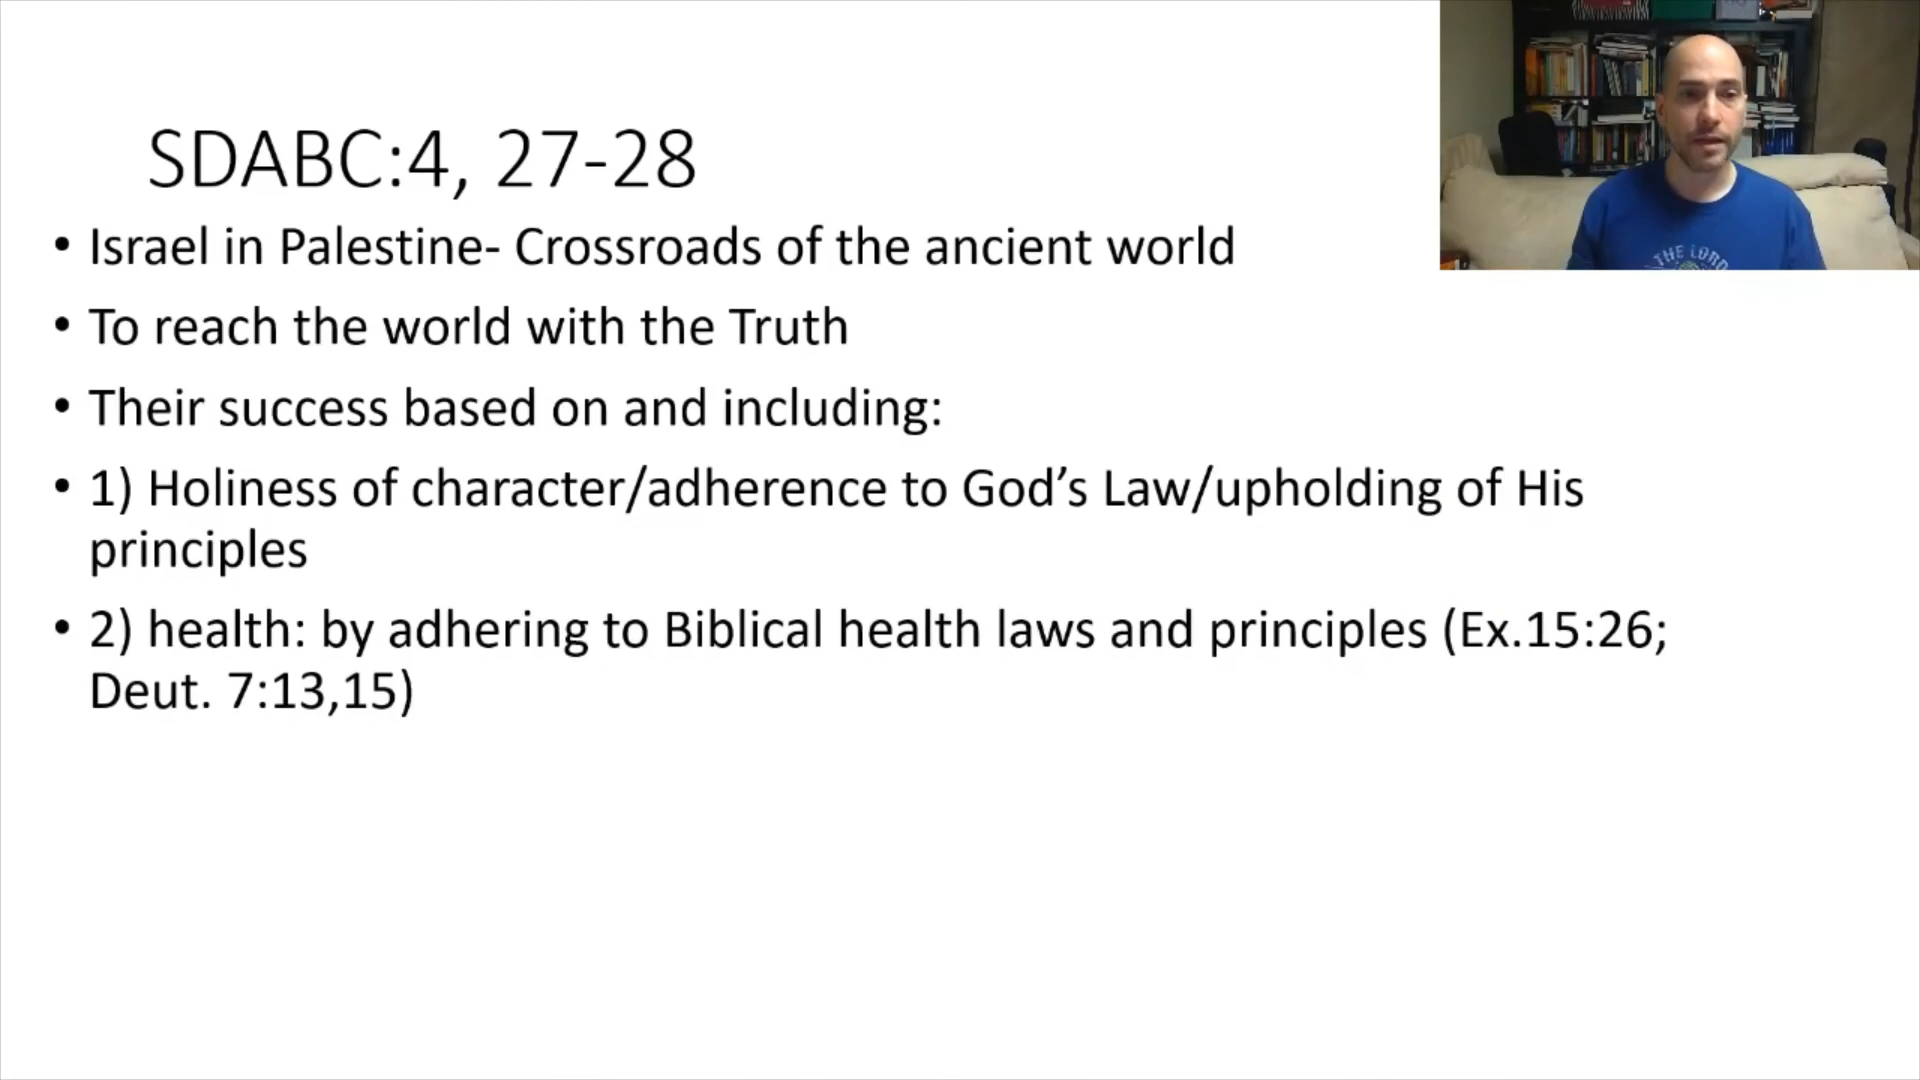 SDABC:4, 27-28
• Israel in Palestine- Crossroads of the ancient world
• To reach the world with the Truth
• Their success based on and including:
• 1) Holiness of character/adherence to God’s Law/upholding of His
principles
• 2) health: by adhering to Biblical health laws and principles (Ex.15:26;
Deut. 7:13,15)
THE LORD